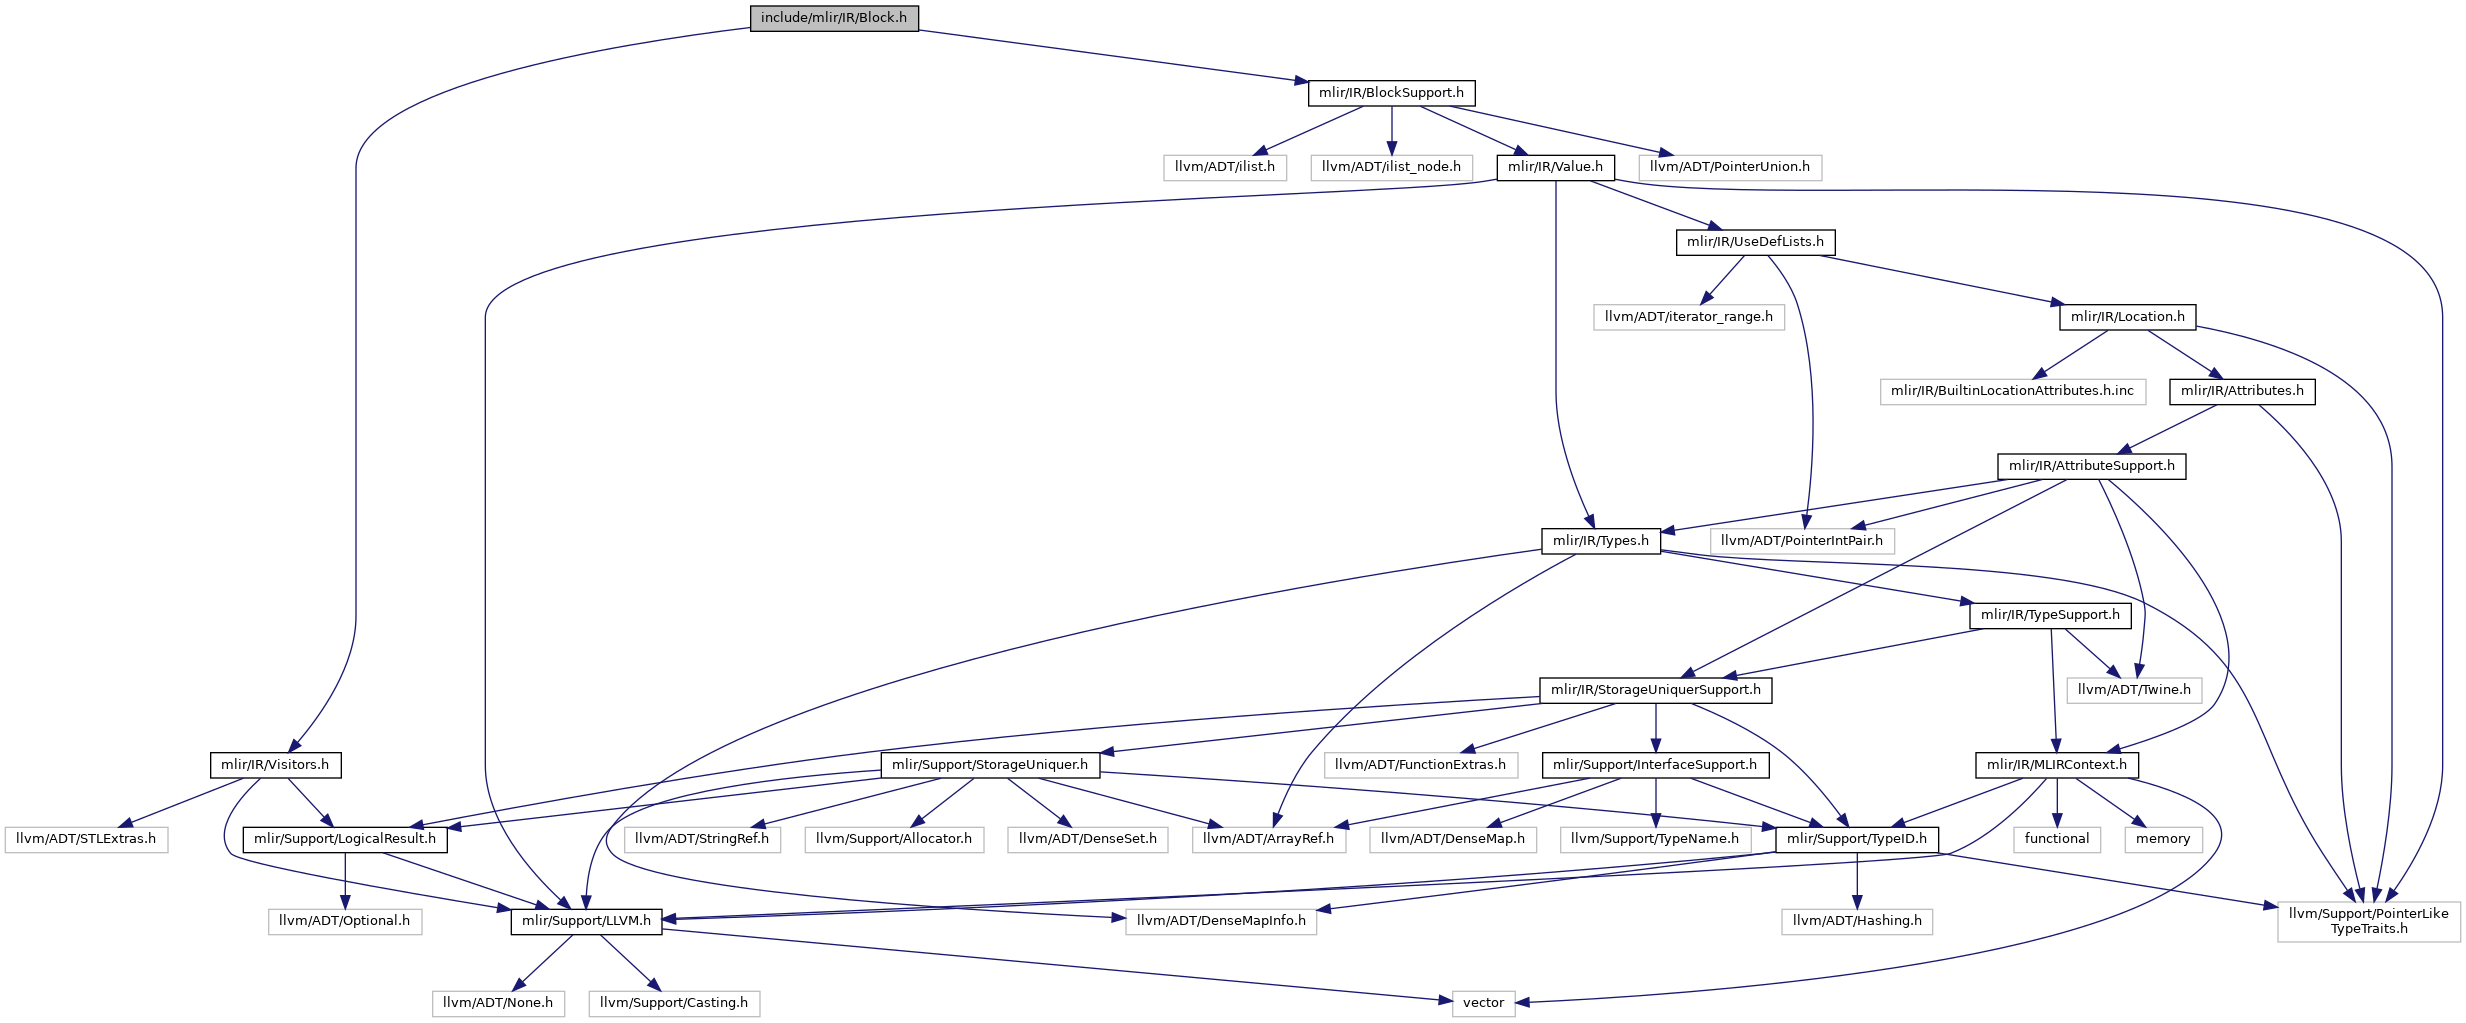 include/mlir/IR/Block.h
mlir/IR/BlockSupport.h
llvm/ADT/ilist.h
llvm/ADT/ilist_node.h
mlir/IR/Value.h
llvm/ADT/PointerUnion.h
mlir/IR/UseDefLists.h
llvm/ADT/iterator_range.h
mlir/IR/Location.h
mlir/IR/BuiltinLocationAttributes.h.inc
mlir/IR/Attributes.h
mlir/IR/AttributeSupport.h
mlir/IR/Types.h
llvm/ADT/PointerIntPair.h
mlir/IR/TypeSupport.h
mlir/IR/StorageUniquerSupport.h
llvm/ADT/Twine.h
mlir/IR/Visitors.h
mlir/Support/StorageUniquer.h
llvm/ADT/FunctionExtras.h
mlir/Support/InterfaceSupport.h
mlir/IR/MLIRContext.h
llvm/ADT/STLExtras.h
mlir/Support/LogicalResult.h
llvm/ADT/StringRef.h
llvm/Support/Allocator.h
llvm/ADT/DenseSet.h
llvm/ADT/ArrayRef.h
llvm/ADT/DenseMap.h
llvm/Support/TypeName.h
mlir/Support/TypeID.h
functional
memory
llvm/ADT/Optional.h
mlir/Support/LLVM.h
llvm/ADT/DenseMapInfo.h
llvm/ADT/Hashing.h
llvm/Support/PointerLike
TypeTraits.h
llvm/ADT/None.h
llvm/Support/Casting.h
vector